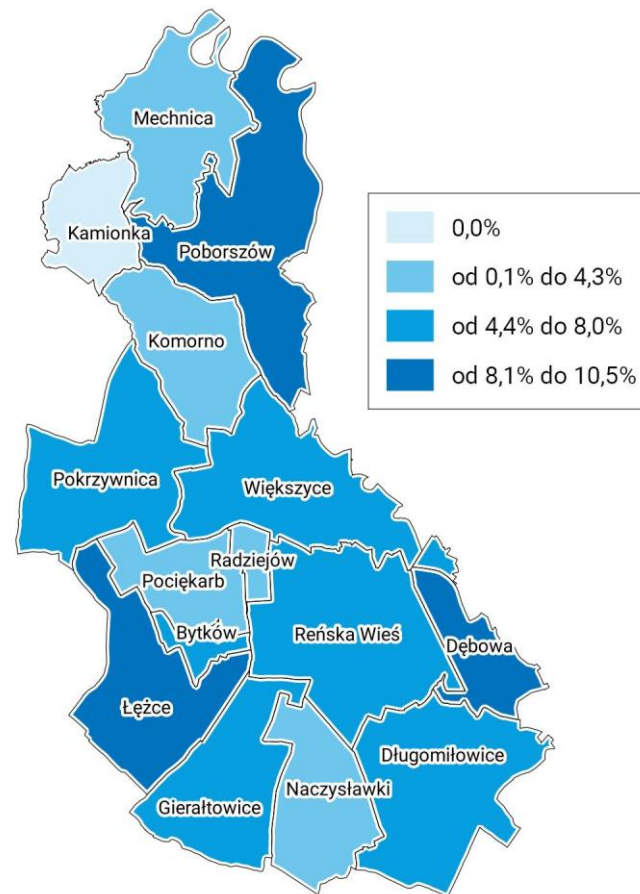 Mechnica
Kamionka
Poborszów
Komorno
0,0%
od 0,1% do 4,3%
od 4,4% do 8,0%
od 8,1% do 10,5%
Pokrzywnica
Większyce
Radziejów
Pociękarb
Bytków
Reńska Wieś
Dębowa
Łężce
Długomiłowice
Naczysławki
Gierałtowice